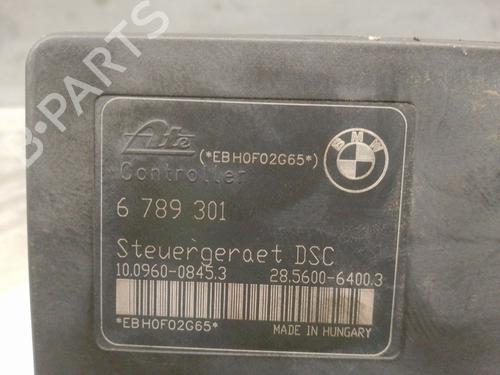 B-PARTS
Ate
(*EBH0F02G65*)
BMW
Controller
6 789 301
Steuergeraet DSC
10.0960-0845.3 28.5600-6400.3
*EBH0F02G65* MADE IN HUNGARY